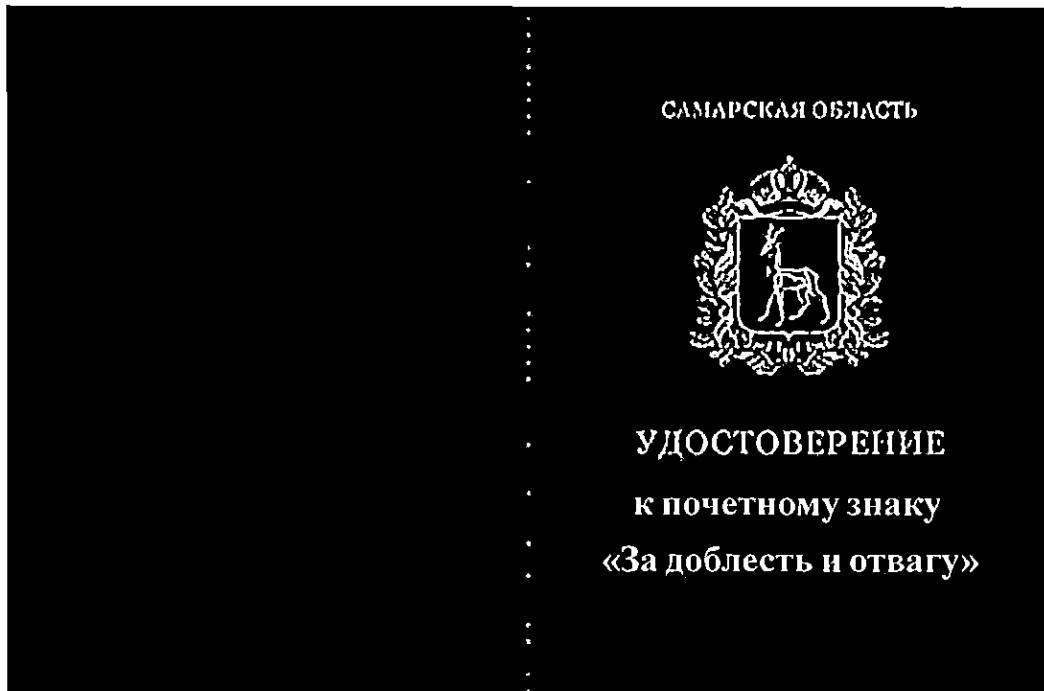 САМАРСКАЯ ОБЛАСТЬ
УДОСТОВЕРЕНИЕ
к почетному знаку
«За доблесть и отвагу»